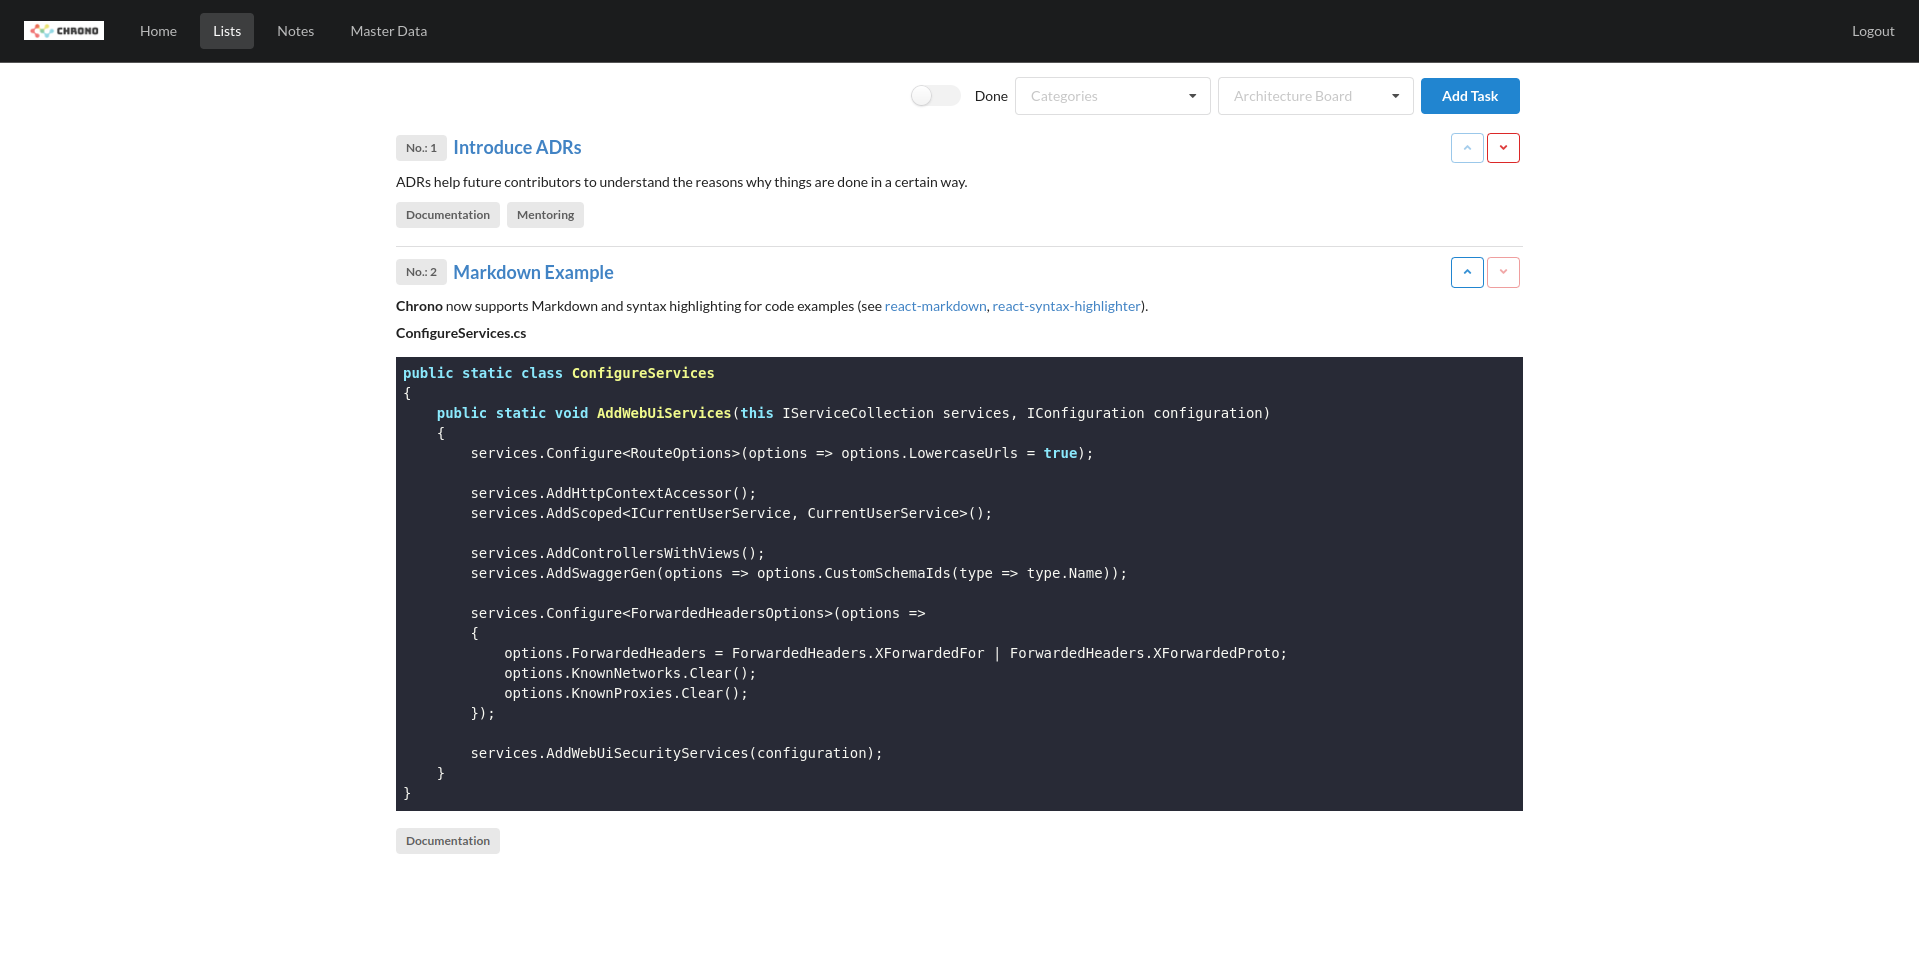 CHRONO Home Lists Notes Master Data Logout
Done Categories Architecture Board Add Task
No.: 1 Introduce ADRs
ADRs help future contributors to understand the reasons why things are done in a certain way.
Documentation Mentoring
No.: 2 Markdown Example
Chrono now supports Markdown and syntax highlighting for code examples (see react-markdown, react-syntax-highlighter).
ConfigureServices.cs
public static class ConfigureServices
{
    public static void AddWebUiServices(this IServiceCollection services, IConfiguration configuration)
    {
        services.Configure<RouteOptions>(options => options.LowercaseUrls = true);
        services.AddHttpContextAccessor();
        services.AddScoped<ICurrentUserService, CurrentUserService>();
        services.AddControllersWithViews();
        services.AddSwaggerGen(options => options.CustomSchemaIds(type => type.Name));
        services.Configure<ForwardedHeadersOptions>(options =>
        {
            options.ForwardedHeaders = ForwardedHeaders.XForwardedFor | ForwardedHeaders.XForwardedProto;
            options.KnownNetworks.Clear();
            options.KnownProxies.Clear();
        });
        services.AddWebUiSecurityServices(configuration);
    }
}
Documentation